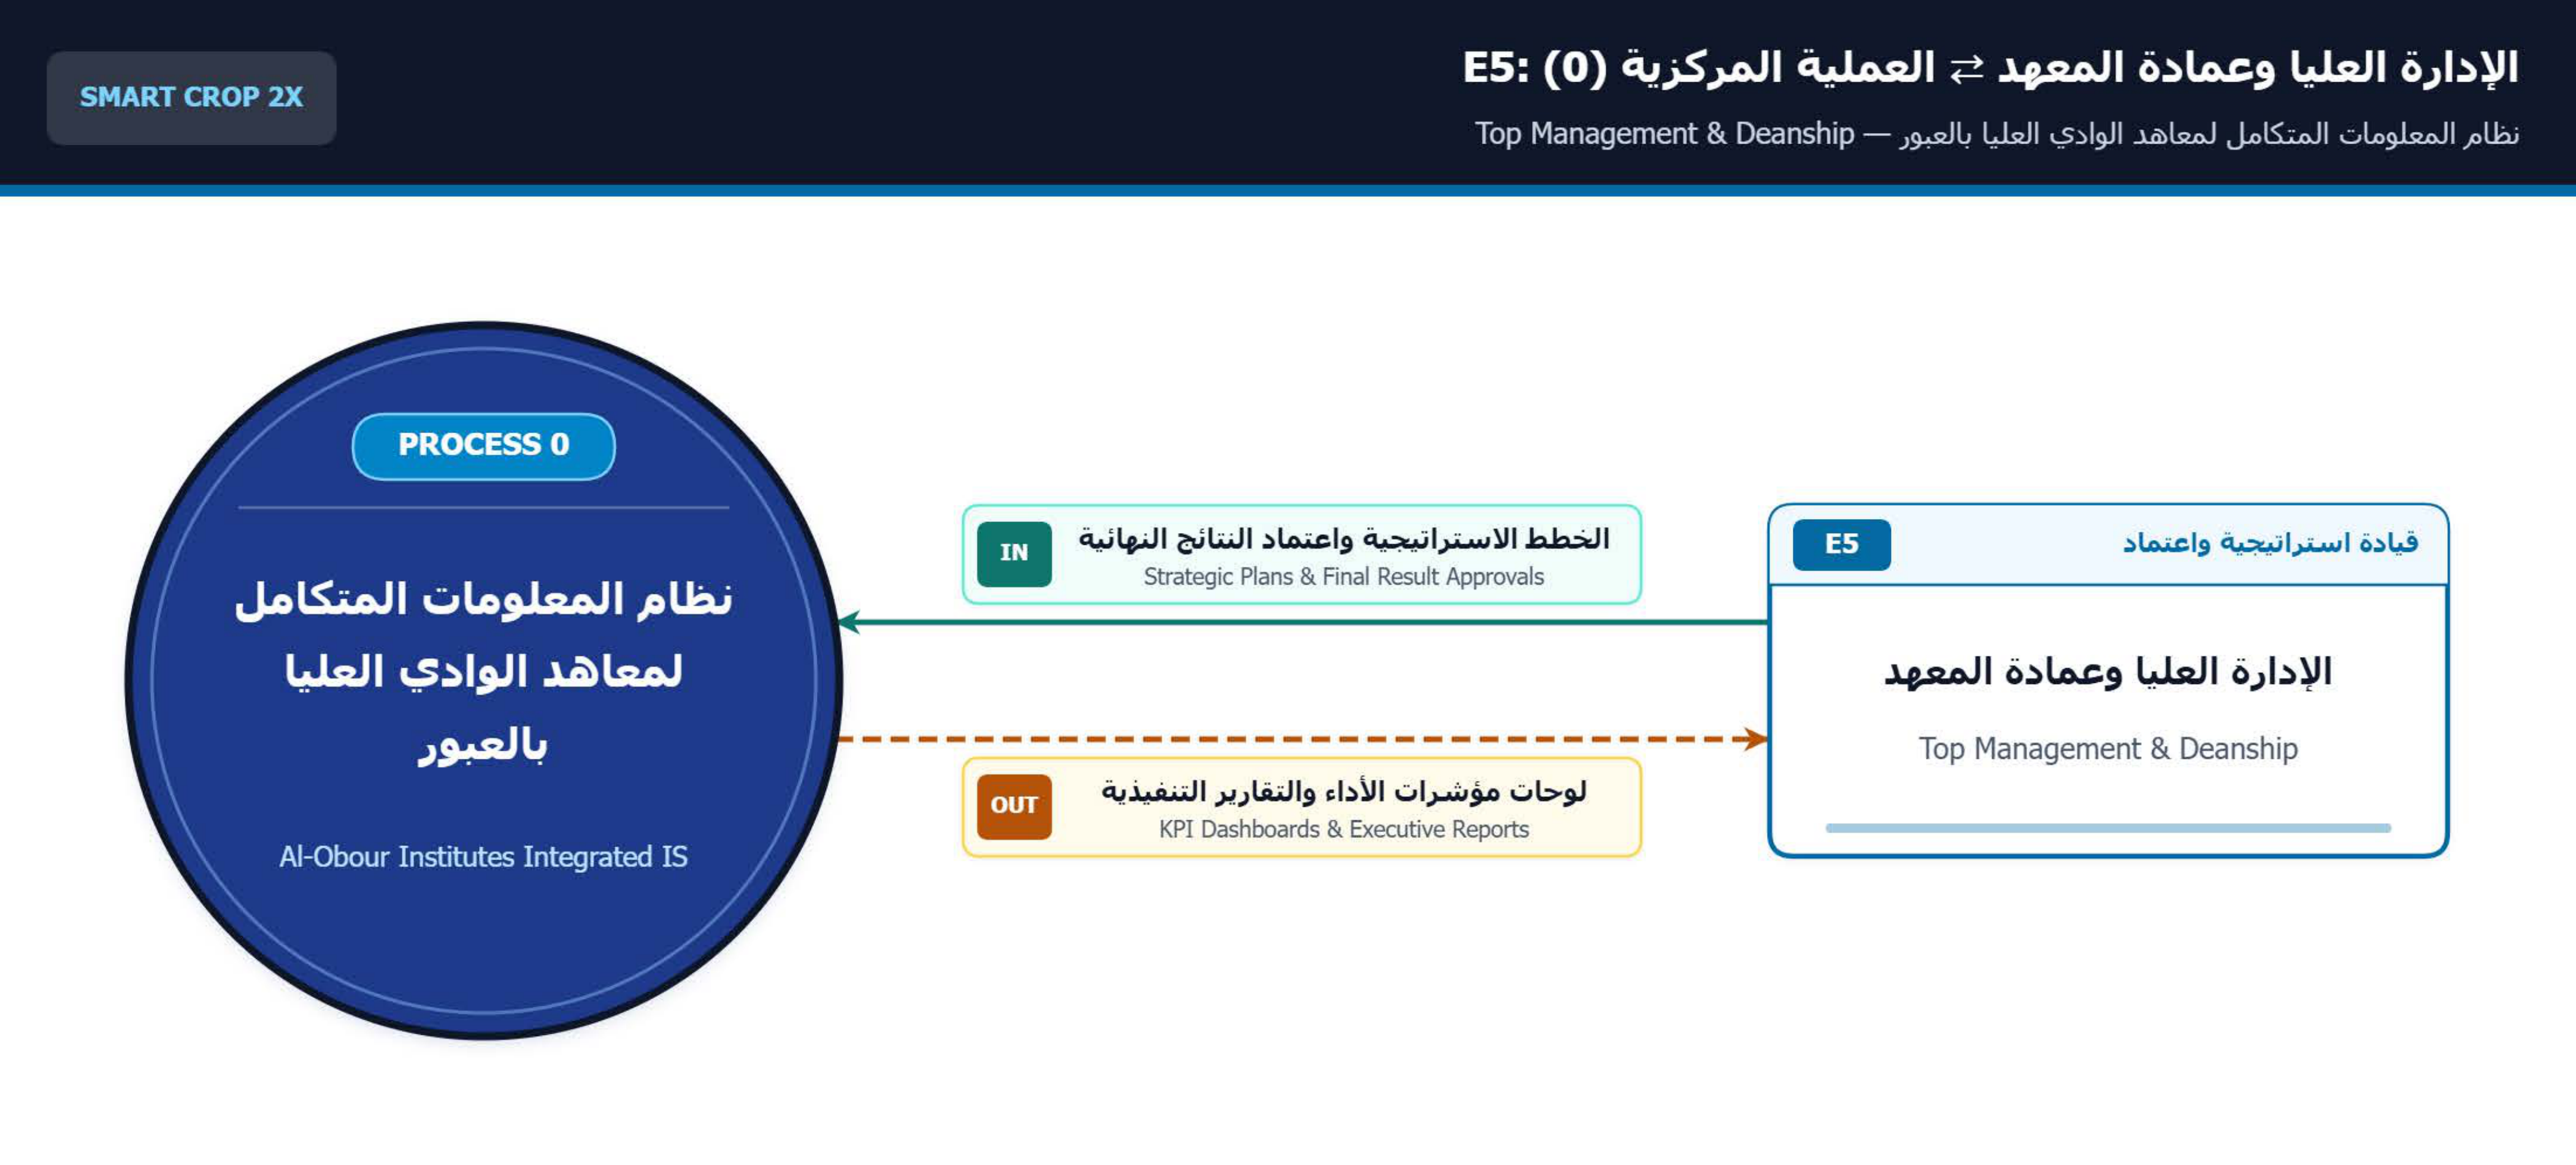 E5: الإدارة العليا وعمادة المعهد ⇄ العملية المركزية (0)
نظام المعلومات المتكامل لمعاهد الوادي العليا بالعبور — Top Management & Deanship
SMART CROP 2X
قيادة استراتيجية واعتماد
E5
الإدارة العليا وعمادة المعهد
Top Management & Deanship
الخطط الاستراتيجية واعتماد النتائج النهائية
Strategic Plans & Final Result Approvals
IN
لوحات مؤشرات الأداء والتقارير التنفيذية
KPI Dashboards & Executive Reports
OUT
PROCESS 0
نظام المعلومات المتكامل
لمعاهد الوادي العليا
بالعبور
Al-Obour Institutes Integrated IS